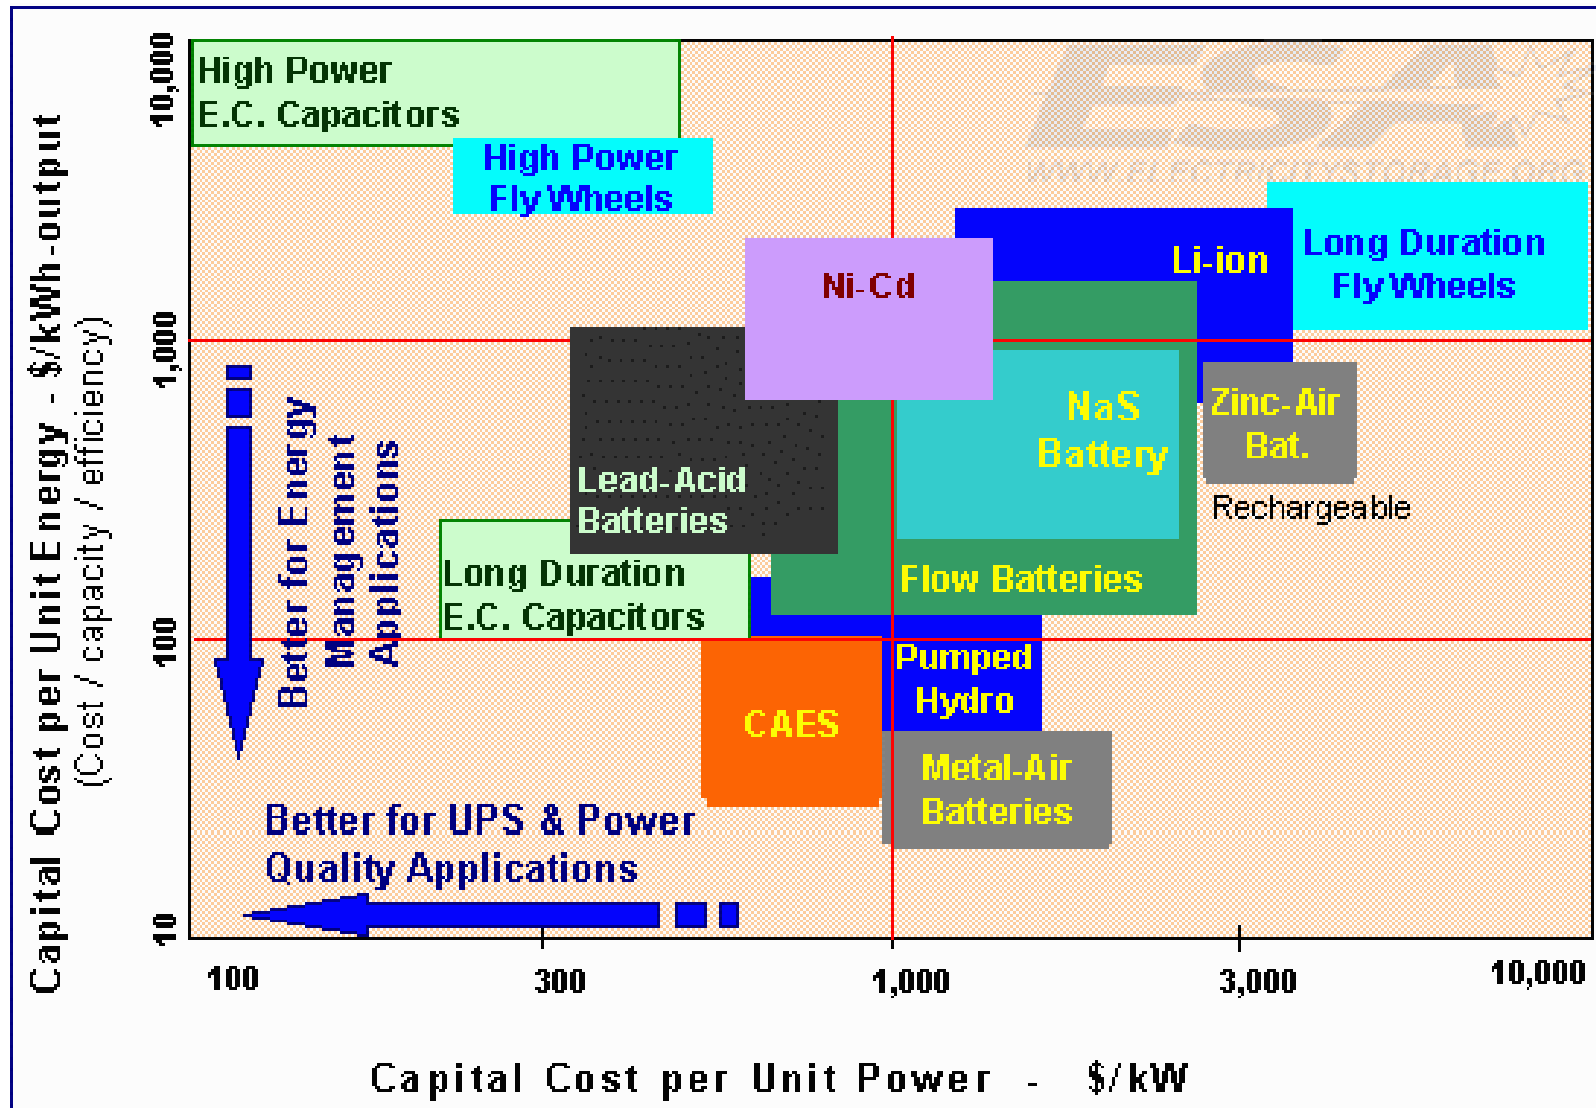 ESA
WWW.ELECTRICITYSTORAGE.ORG
Capital Cost per Unit Energy - $/kWh-output
(Cost / capacity / efficiency)
10,000
1,000
100
10
High Power
E.C. Capacitors
High Power
Fly Wheels
Long Duration
Fly Wheels
Li-ion
Ni-Cd
NaS
Battery
Zinc-Air
Bat.
Rechargeable
Lead-Acid
Batteries
Flow Batteries
Long Duration
E.C. Capacitors
Pumped
Hydro
CAES
Metal-Air
Batteries
Better for Energy
Management
Applications
Better for UPS & Power
Quality Applications
100
300
1,000
3,000
10,000
Capital Cost per Unit Power - $/kW